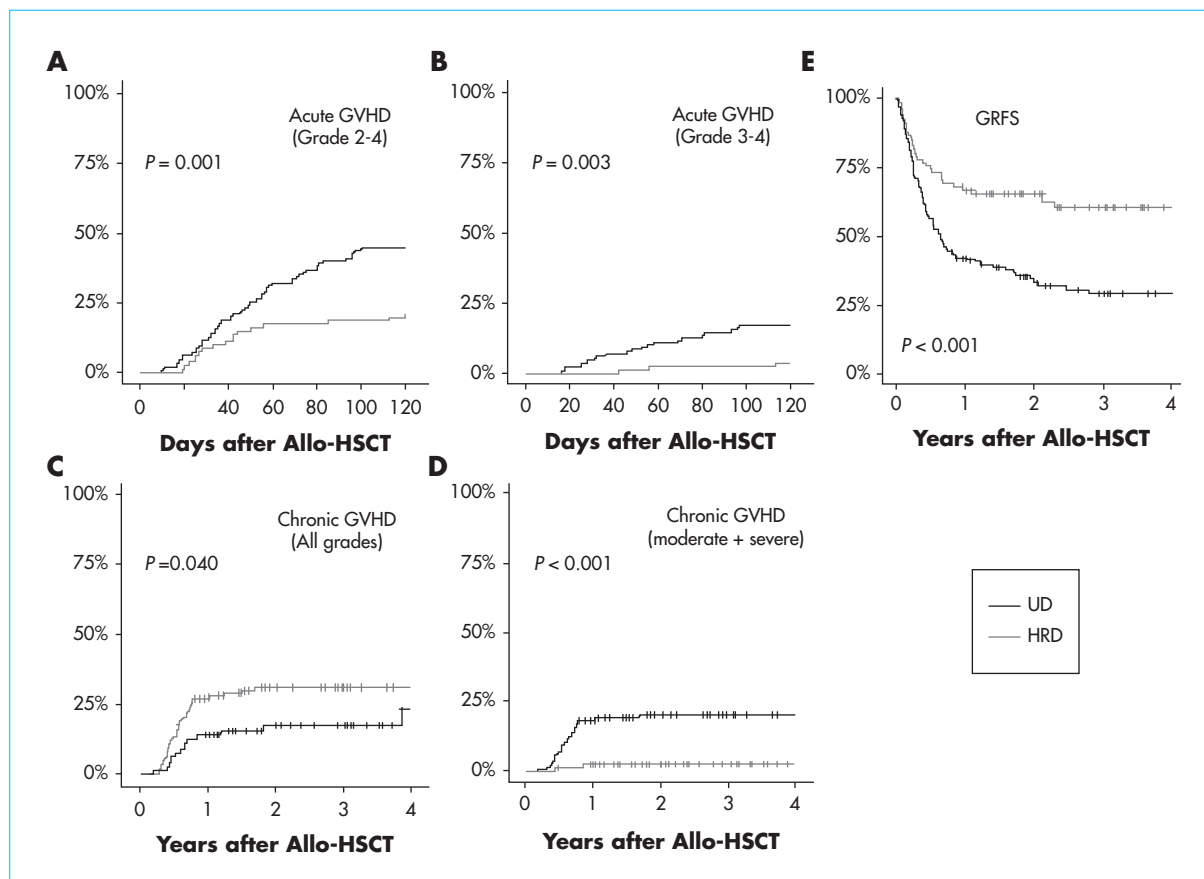 A
100%
75%
50%
25%
0%
Acute GVHD
(Grade 2-4)
P = 0.001
0 20 40 60 80 100 120
Days after Allo-HSCT
B
100%
75%
50%
25%
0%
Acute GVHD
(Grade 3-4)
P = 0.003
0 20 40 60 80 100 120
Days after Allo-HSCT
E
100%
75%
50%
25%
0%
GRFS
P < 0.001
0 1 2 3 4
Years after Allo-HSCT
C
100%
75%
50%
25%
0%
Chronic GVHD
(All grades)
P =0.040
0 1 2 3 4
Years after Allo-HSCT
D
100%
75%
50%
25%
0%
Chronic GVHD
(moderate + severe)
P < 0.001
0 1 2 3 4
Years after Allo-HSCT
UD
HRD